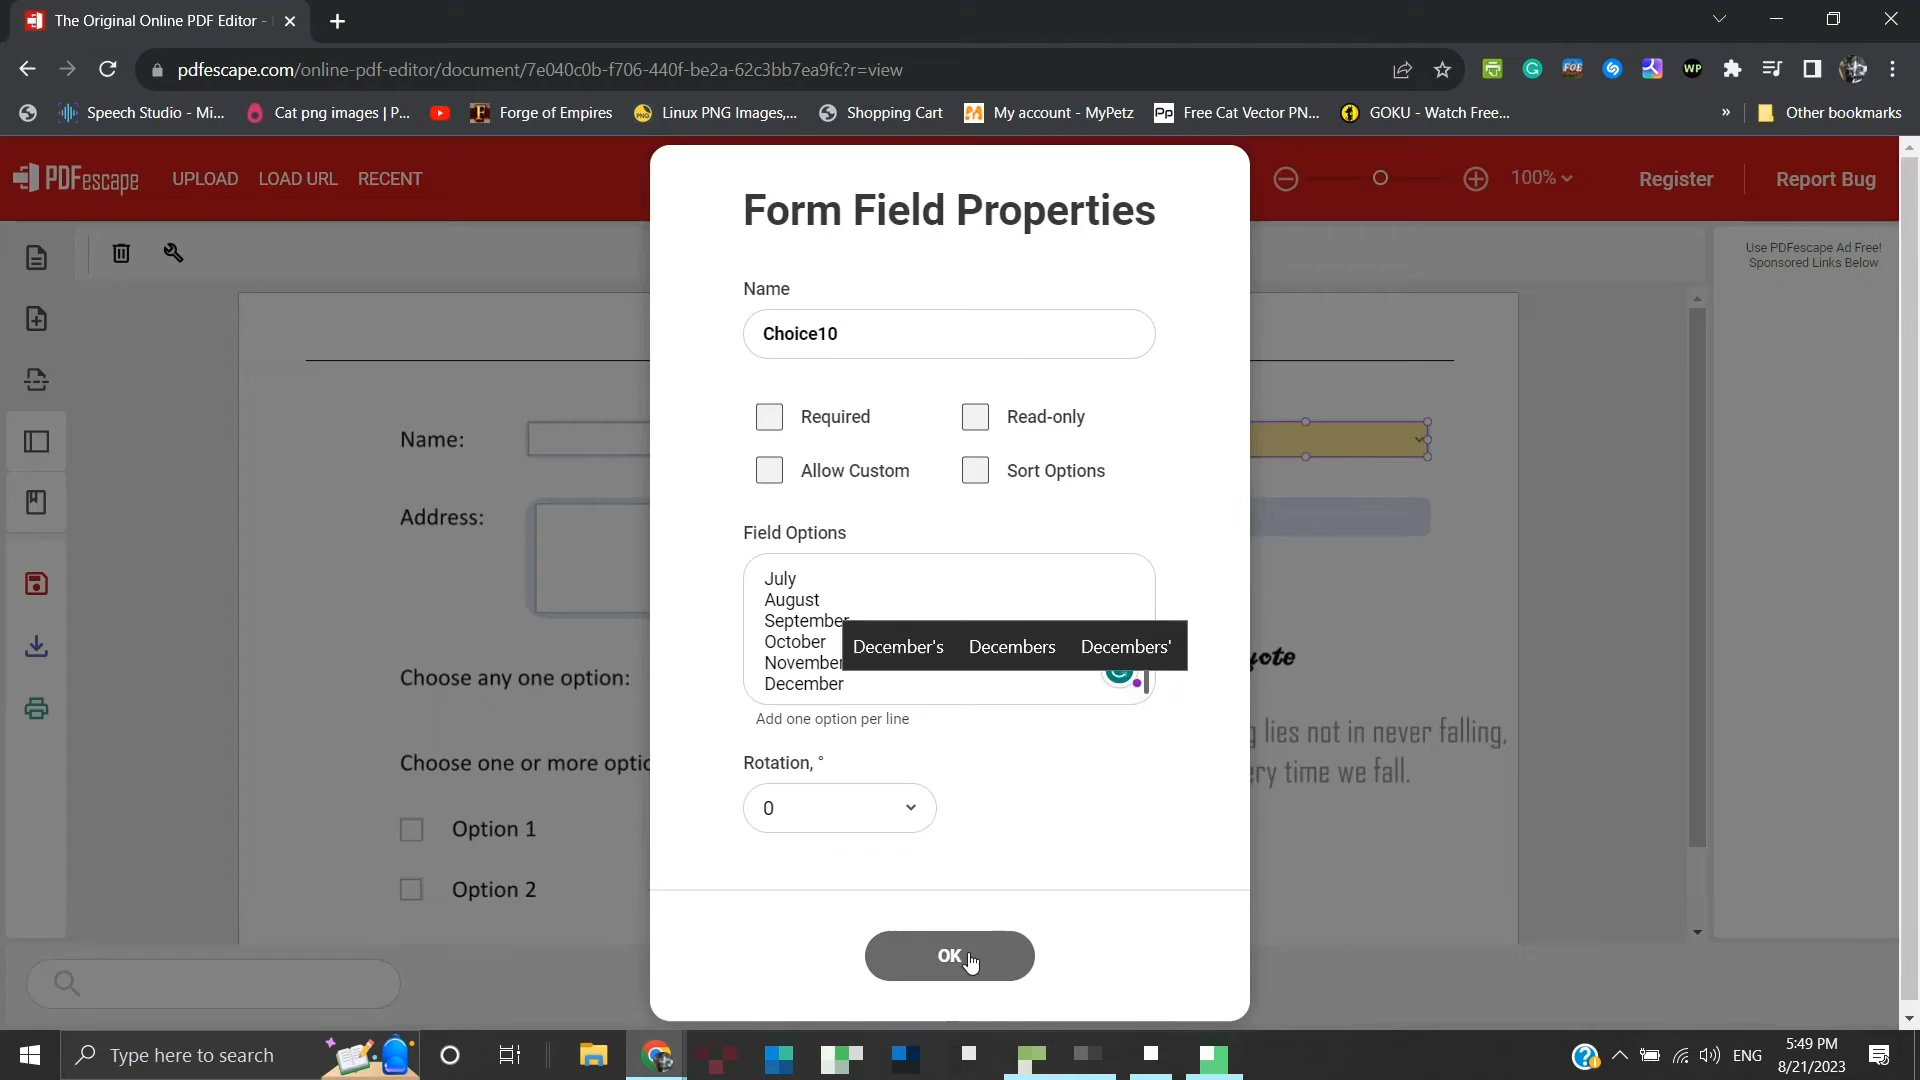 The Original Online PDF Editor -
pdfescape.com/online-pdf-editor/document/7e040c0b-f706-440f-be2a-62c3bb7ea9fc?r=view
FOE
WP
Speech Studio - Mi...
Cat png images | P...
Forge of Empires
Linux PNG Images,...
Shopping Cart
My account - MyPetz
Pp
Free Cat Vector PN...
GOKU - Watch Free...
»
Other bookmarks
PDFescape
UPLOAD
LOAD URL
RECENT
100%
Register
Report Bug
Use PDFescape Ad Free!
Sponsored Links Below
Form Field Properties
Name
Choice10
Required
Read-only
Allow Custom
Sort Options
Field Options
July
August
September
October
November
December
December's Decembers Decembers'
Add one option per line
Rotation, °
0
OK
Name:
Address:
Choose any one option:
Choose one or more optio
Option 1
Option 2
lies not in never falling,
ery time we fall.
Type here to search
ENG
5:49 PM
8/21/2023